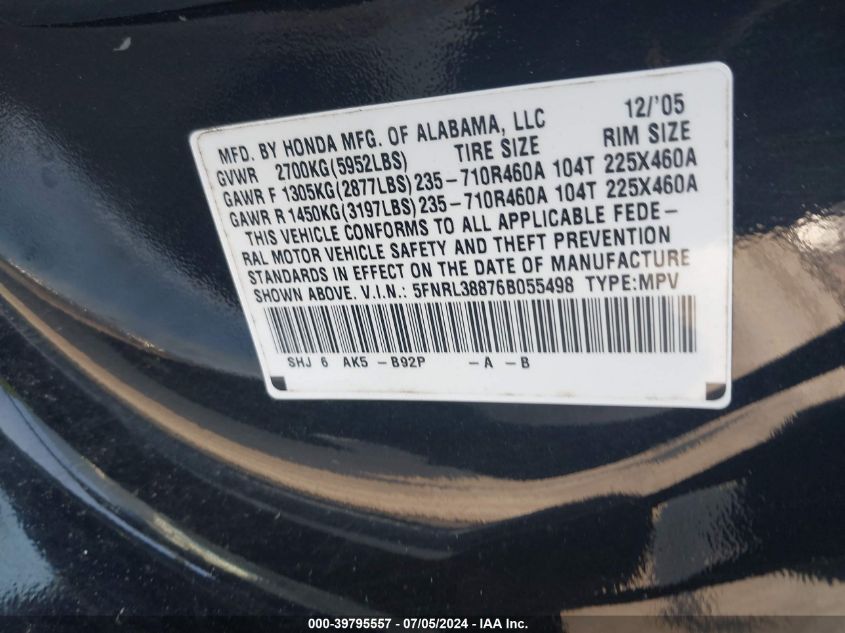 12/'05
MFD. BY HONDA MFG. OF ALABAMA, LLC
GVWR 2700KG(5952LBS) TIRE SIZE RIM SIZE
GAWR F 1305KG(2877LBS) 235-710R460A 104T 225X460A
GAWR R 1450KG(3197LBS) 235-710R460A 104T 225X460A
THIS VEHICLE CONFORMS TO ALL APPLICABLE FEDE-
RAL MOTOR VEHICLE SAFETY AND THEFT PREVENTION
STANDARDS IN EFFECT ON THE DATE OF MANUFACTURE
SHOWN ABOVE. V.I.N.: 5FNRL38876B055498 TYPE:MPV
SHJ 6 AK5 -B92P -A -B
000-39795557 - 07/05/2024 - IAA Inc.